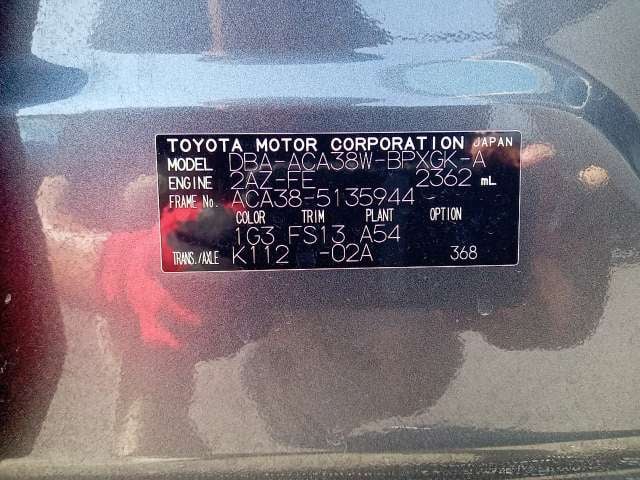 TOYOTA MOTOR CORPORATION JAPAN
MODEL DBA-ACA38W-BPXGK-A
ENGINE 2AZ-FE 2362 mL
FRAME No. ACA38-5135944
COLOR TRIM PLANT OPTION
1G3 FS13 A54
TRANS./AXLE K112 -02A 368